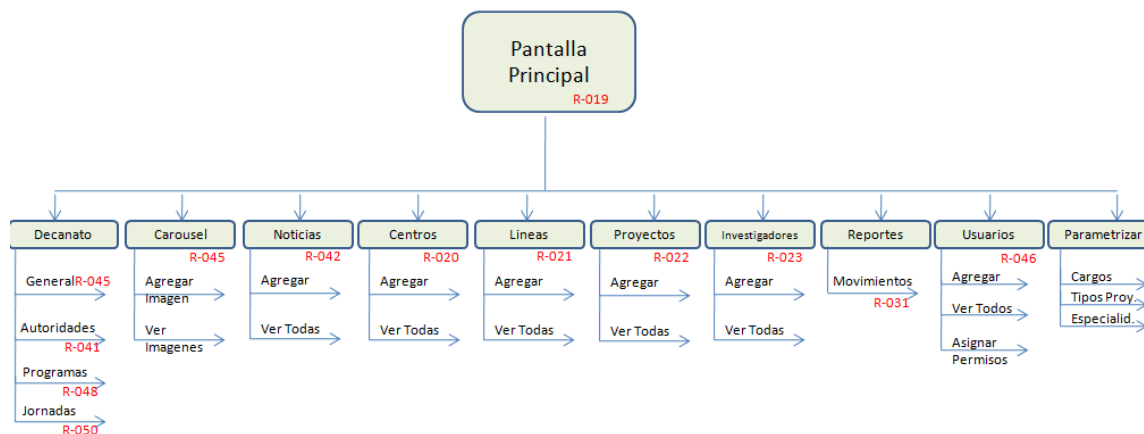 Pantalla
Principal
R-019
Decanato
GeneralR-045
Autoridades
R-041
Programas
R-048
Jornadas
R-050
Carousel
R-045
Agregar
Imagen
Ver
Imagenes
Noticias
R-042
Agregar
Ver Todas
Centros
R-020
Agregar
Ver Todas
Lineas
R-021
Agregar
Ver Todas
Proyectos
R-022
Agregar
Ver Todas
Investigadores
R-023
Agregar
Ver Todas
Reportes
Movimientos
R-031
Usuarios
R-046
Agregar
Ver Todos
Asignar
Permisos
Parametrizar
Cargos
Tipos Proy.
Especialid.